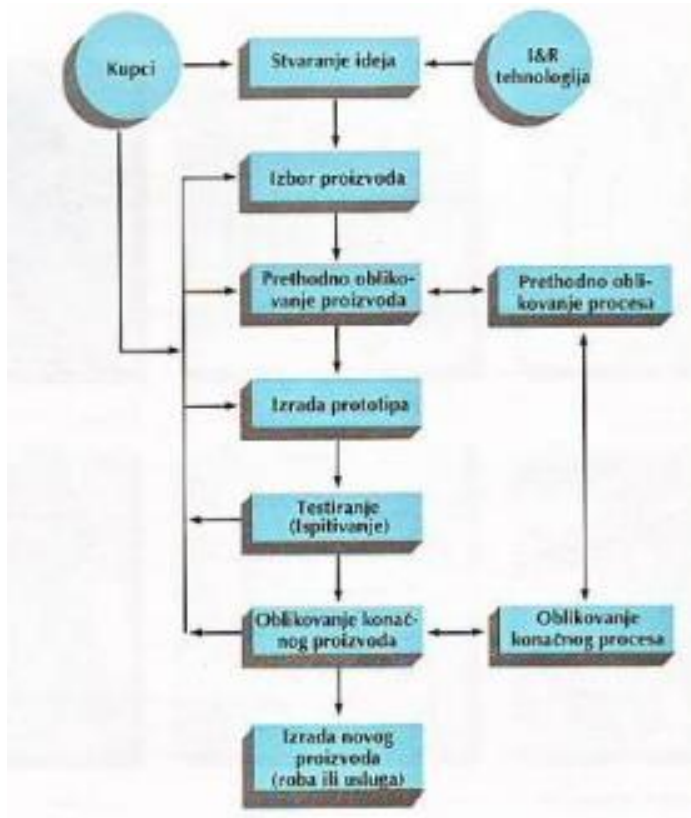 Kupci
Stvaranje ideja
I&R
tehnologija
Izbor proizvoda
Prethodno obliko-
vanje proizvoda
Prethodno obli-
kovanje procesa
Izrada prototipa
Testiranje
(Ispitivanje)
Oblikovanje konač-
nog proizvoda
Oblikovanje
konačnog procesa
Izrada novog
proizvoda
(roba ili usluga)